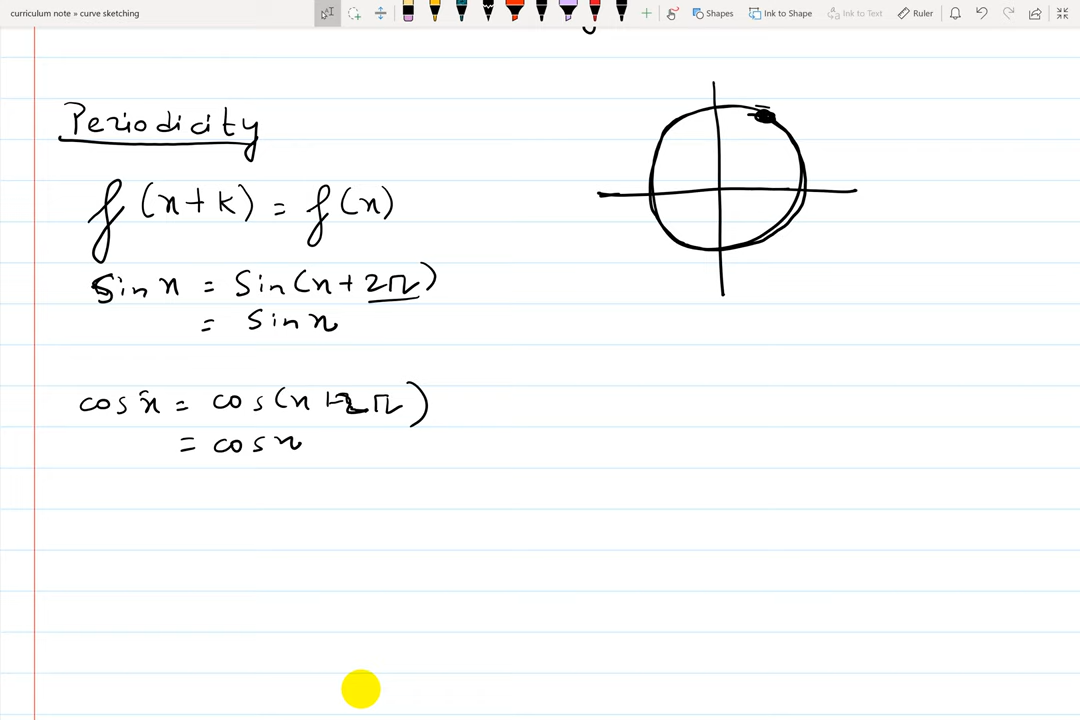 curriculum note » curve sketching
Shapes
Ink to Shape
Ink to Text
Ruler
Periodicity
f(x+k) = f(x)
Sin x = Sin(x+2π)
= Sin x
cos x = cos(x+2π)
= cos x